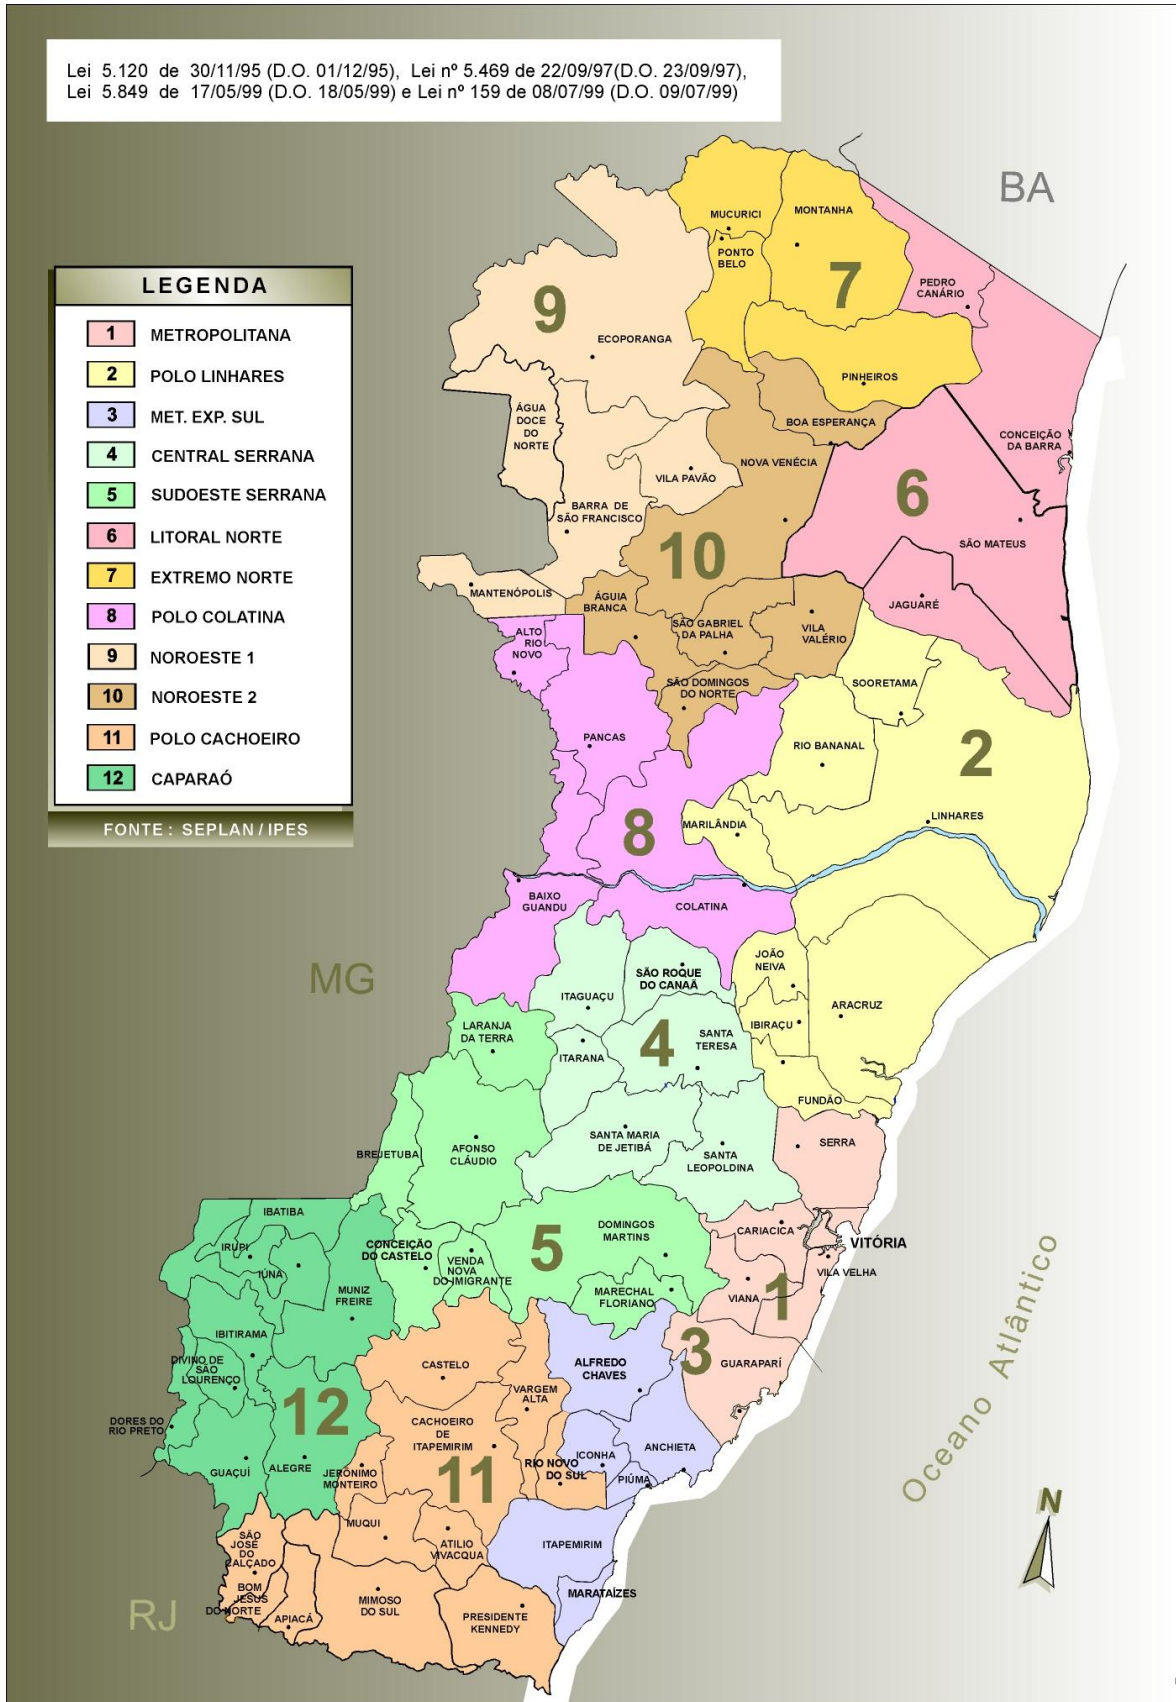 Lei 5.120 de 30/11/95 (D.O. 01/12/95), Lei nº 5.469 de 22/09/97(D.O. 23/09/97),
Lei 5.849 de 17/05/99 (D.O. 18/05/99) e Lei nº 159 de 08/07/99 (D.O. 09/07/99)
BA
MUCURICI
MONTANHA
PONTO
BELO
7
PEDRO
CANÁRIO
LEGENDA
1 METROPOLITANA
2 POLO LINHARES
3 MET. EXP. SUL
4 CENTRAL SERRANA
5 SUDOESTE SERRANA
6 LITORAL NORTE
7 EXTREMO NORTE
8 POLO COLATINA
9 NOROESTE 1
10 NOROESTE 2
11 POLO CACHOEIRO
12 CAPARAÓ
FONTE : SEPLAN / IPES
9
ECOPORANGA
PINHEIROS
ÁGUA
DOCE
DO
NORTE
BOA ESPERANÇA
CONCEIÇÃO
DA BARRA
NOVA VENÉCIA
VILA PAVÃO
6
BARRA DE
SÃO FRANCISCO
10
SÃO MATEUS
MANTENÓPOLIS
ÁGUIA
BRANCA
JAGUARÉ
SÃO GABRIEL
DA PALHA
VILA
VALÉRIO
ALTO
RIO
NOVO
SÃO DOMINGOS
DO NORTE
SOORETAMA
PANCAS
RIO BANANAL
2
8
MARILÂNDIA
LINHARES
BAIXO
GUANDU
COLATINA
MG
SÃO ROQUE
DO CANAÃ
JOÃO
NEIVA
ITAGUAÇU
ARACRUZ
LARANJA
DA TERRA
IBIRAÇU
4
SANTA
TERESA
ITARANA
FUNDÃO
SANTA MARIA
DE JETIBÁ
SERRA
AFONSO
CLÁUDIO
BREJETUBA
SANTA
LEOPOLDINA
IBATIBA
DOMINGOS
MARTINS
CARIACICA
5
CONCEIÇÃO
DO CASTELO
VITÓRIA
IRUPI
VENDA
NOVA
DO IMIGRANTE
VILA VELHA
IÚNA
MUNIZ
FREIRE
MARECHAL
FLORIANO
VIANA
1
IBITIRAMA
3
DIVINO DE
SÃO
LOURENÇO
CASTELO
ALFREDO
CHAVES
GUARAPARÍ
Oceano Atlântico
12
VARGEM
ALTA
DORES DO
RIO PRETO
CACHOEIRO
DE
ITAPEMIRIM
ANCHIETA
ICONHA
GUAÇUÍ
ALEGRE
JERÔNIMO
MONTEIRO
11
RIO NOVO
DO SUL
PIÚMA
N
MUQUI
SÃO
JOSÉ
DO
CALÇADO
ATILIO
VIVACQUA
ITAPEMIRIM
BOM
JESUS
DO NORTE
MARATAÍZES
RJ
APIACÁ
MIMOSO
DO SUL
PRESIDENTE
KENNEDY